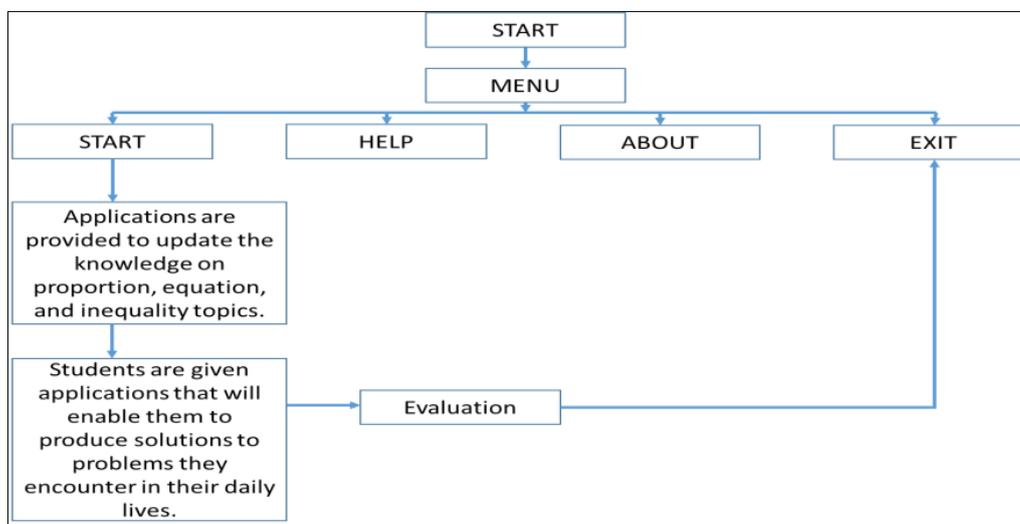 START
MENU
START
HELP
ABOUT
EXIT
Applications are
provided to update the
knowledge on
proportion, equation,
and inequality topics.
Students are given
applications that will
enable them to
produce solutions to
problems they
encounter in their daily
lives.
Evaluation